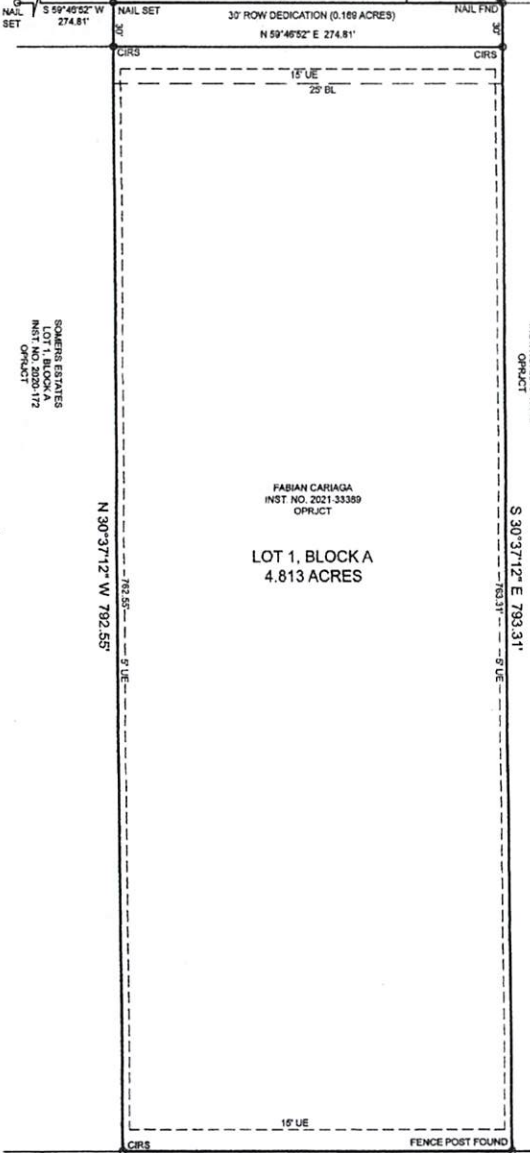 NAIL
SET
S 59°46'52" W
274.81'
NAIL SET
30' ROW DEDICATION (0.189 ACRES)
NAIL FND
N 59°46'52" E 274.81'
30'
30'
CIRS
CIRS
15' UE
25' BL
SOMERS ESTATES
LOT 1, BLOCK A
INST. NO. 2020-172
OPRJCT
OPRJCT
FABIAN CARIAGA
INST. NO. 2021-33389
OPRJCT
LOT 1, BLOCK A
4.813 ACRES
N 30°37'12" W 792.55'
762.55'
5' UE
S 30°37'12" E 793.31'
763.31'
5' UE
15' UE
CIRS
FENCE POST FOUND